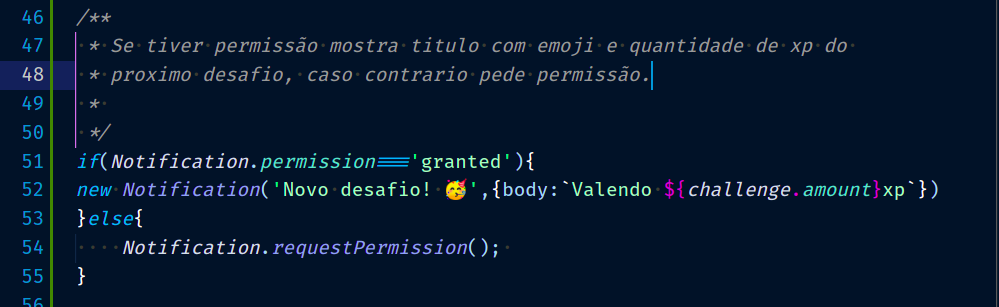 46 /**
47 * Se tiver permissão mostra titulo com emoji e quantidade de xp do
48 * proximo desafio, caso contrario pede permissão.
49 *
50 */
51 if(Notification.permission==='granted'){
52 new Notification('Novo desafio! 🥳',{body:`Valendo ${challenge.amount}xp`})
53 }else{
54 Notification.requestPermission();
55 }
56